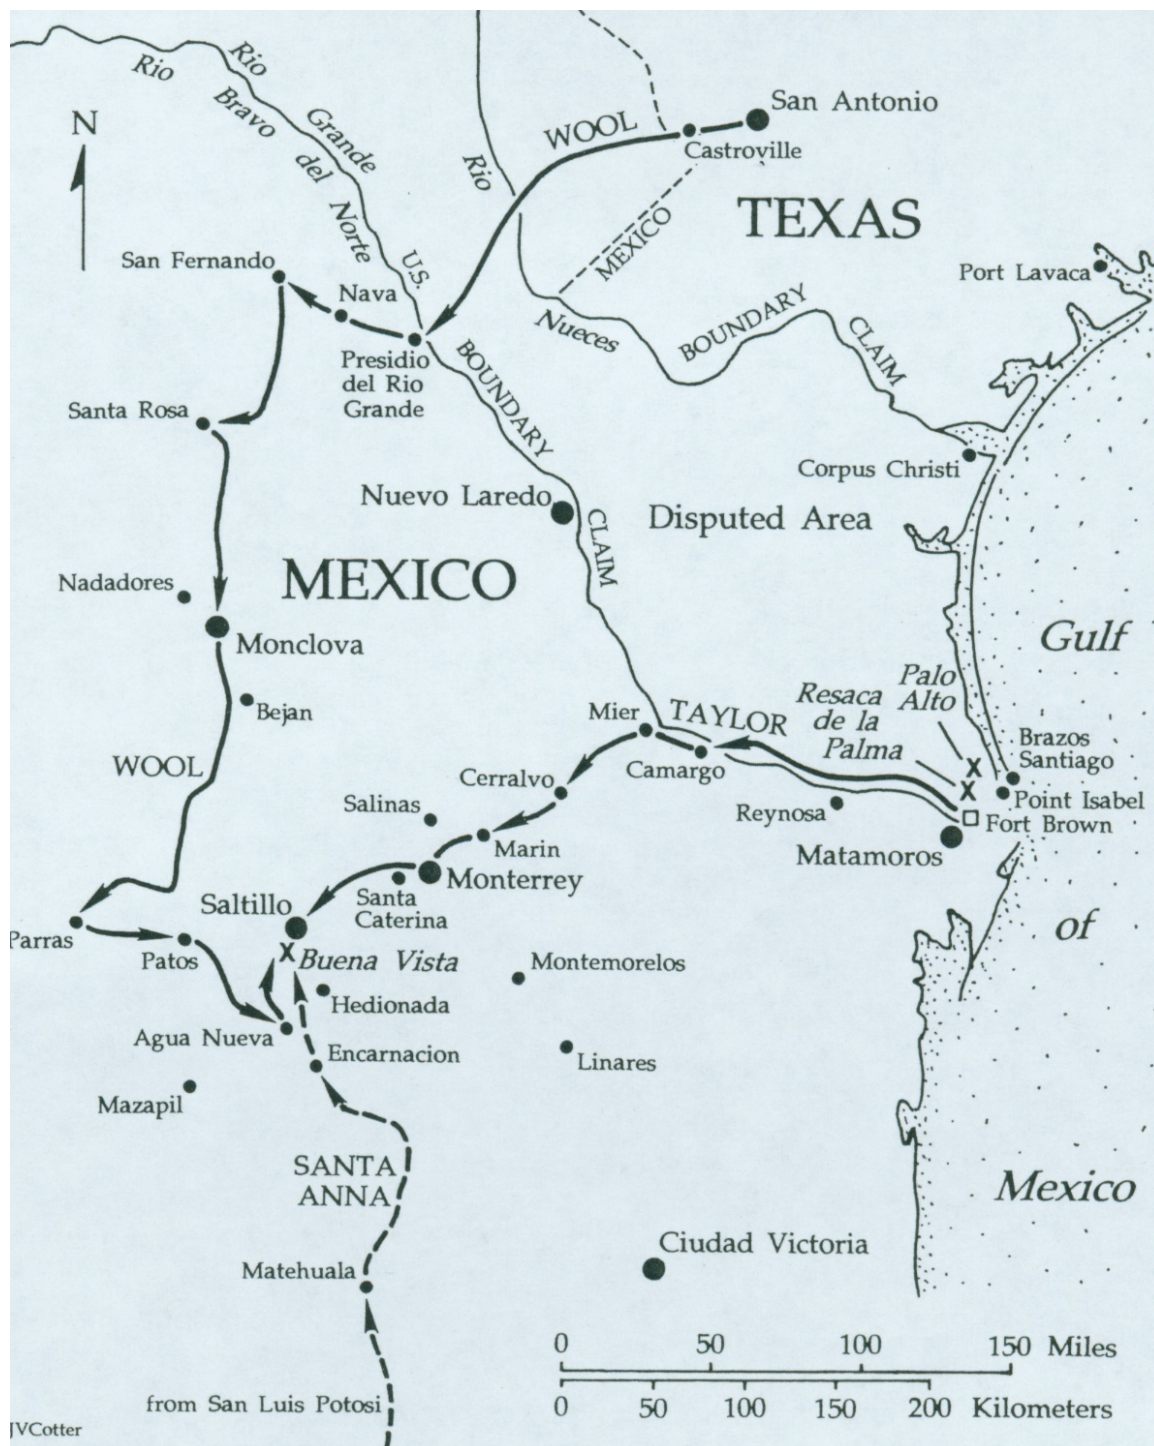 Rio
Rio
Grande
Bravo del Norte
N
San Antonio
WOOL
Castroville
Rio
TEXAS
MEXICO
U.S.
San Fernando
Nava
Port Lavaca
Presidio
del Rio
Grande
Nueces
BOUNDARY
CLAIM
BOUNDARY
Santa Rosa
Corpus Christi
Nuevo Laredo
Disputed Area
CLAIM
MEXICO
Nadadores
Monclova
Gulf
Bejan
Palo
Alto
Resaca
de la
Palma
Mier
TAYLOR
Brazos
Santiago
WOOL
Camargo
Cerralvo
Salinas
Reynosa
Point Isabel
Fort Brown
Marin
Matamoros
Monterrey
Santa
Caterina
Saltillo
Parras
Patos
Buena Vista
Montemorelos
of
Hedionada
Agua Nueva
Encarnacion
Linares
Mazapil
SANTA
ANNA
Mexico
Ciudad Victoria
Matehuala
0 50 100 150 Miles
0 50 100 150 200 Kilometers
from San Luis Potosi
JVCotter